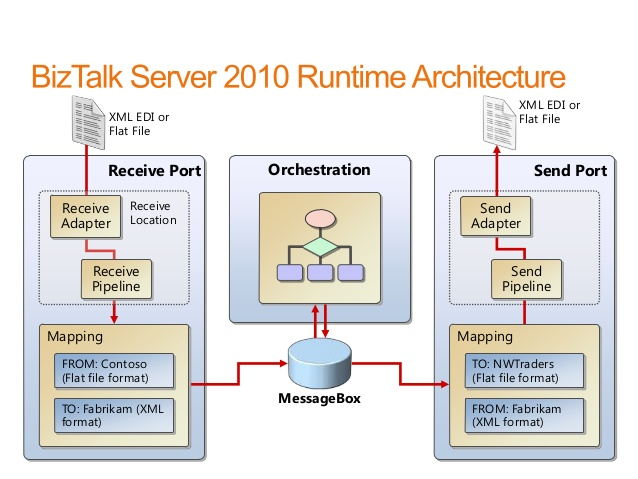 BizTalk Server 2010 Runtime Architecture
XML EDI or
Flat File
Receive Port
Receive
Adapter
Receive
Location
Receive
Pipeline
Mapping
FROM: Contoso
(Flat file format)
TO: Fabrikam (XML
format)
Orchestration
MessageBox
XML EDI or
Flat File
Send Port
Send
Adapter
Send
Pipeline
Mapping
TO: NWTraders
(Flat file format)
FROM: Fabrikam
(XML format)